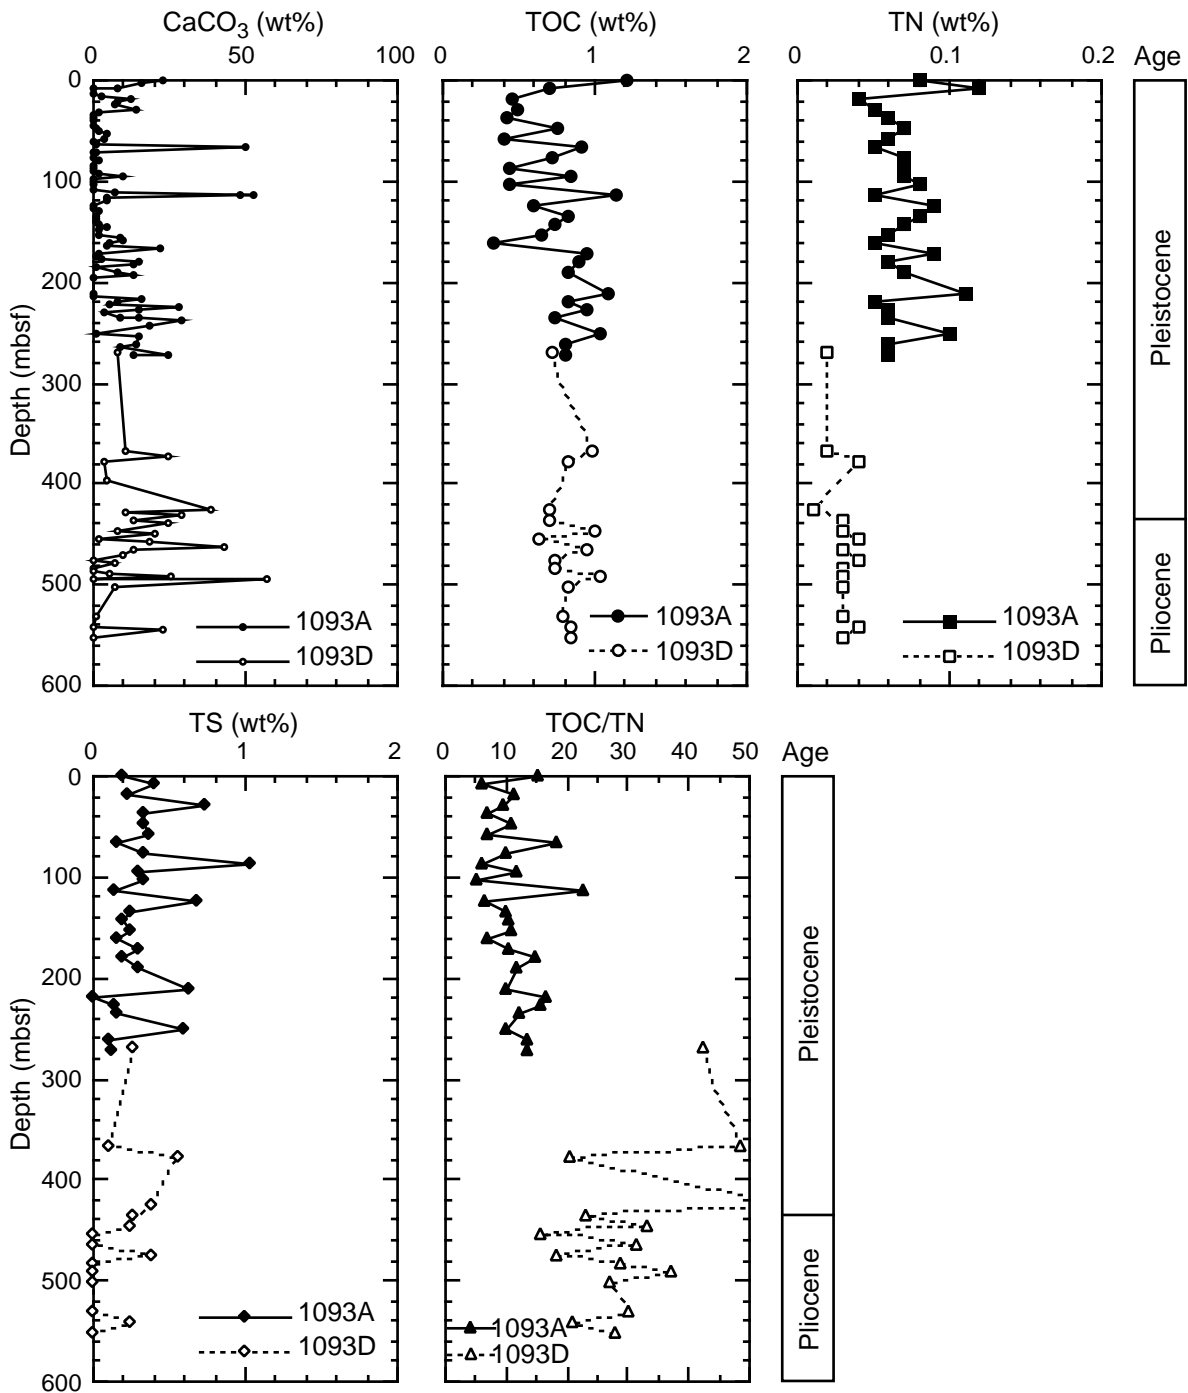 CaCO3 (wt%) TOC (wt%) TN (wt%)
0 50 100 0 1 2 0 0.1 0.2 Age
0
100
200
300
400
500
600
Depth (mbsf)
1093A
1093D
1093A
1093D
1093A
1093D
Pleistocene
Pliocene
TS (wt%) TOC/TN
0 1 2 0 10 20 30 40 50 Age
0
100
200
300
400
500
600
Depth (mbsf)
1093A
1093D
1093A
1093D
Pleistocene
Pliocene